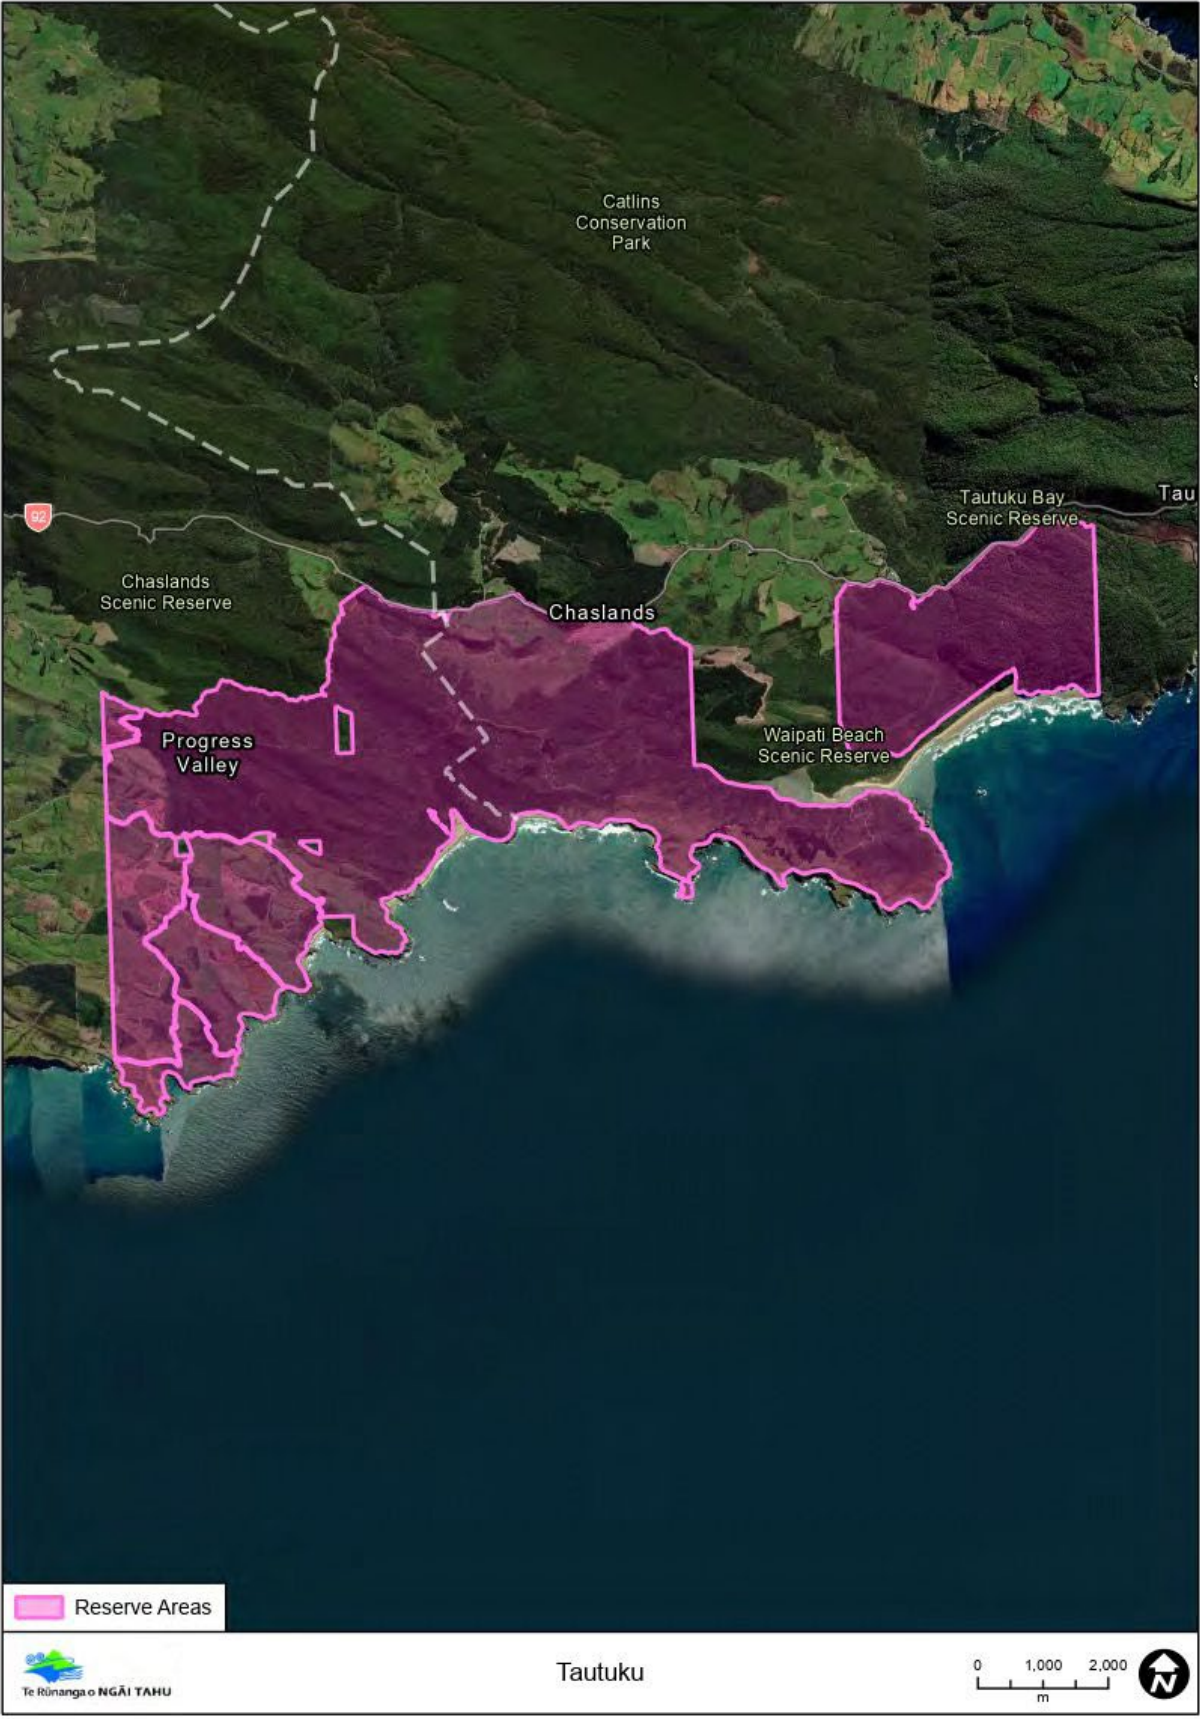 Catlins
Conservation
Park
92
Tautuku Bay
Scenic Reserve
Tau
Chaslands
Scenic Reserve
Chaslands
Progress
Valley
Waipati Beach
Scenic Reserve
Reserve Areas
Te Rūnanga o NGĀI TAHU
Tautuku
0 1,000 2,000
m
N